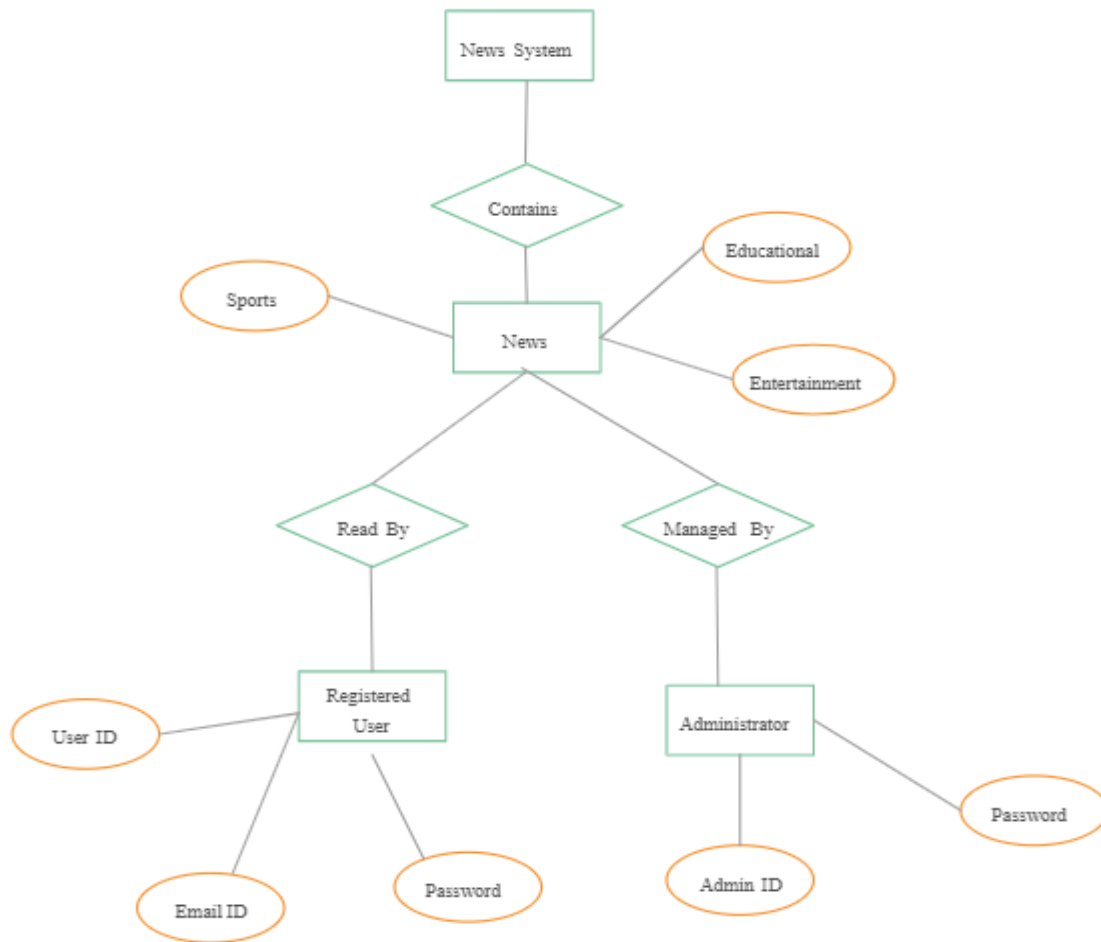 News System
Contains
Educational
Sports
News
Entertainment
Read By
Managed By
Registered
User
Administrator
User ID
Password
Email ID
Password
Admin ID